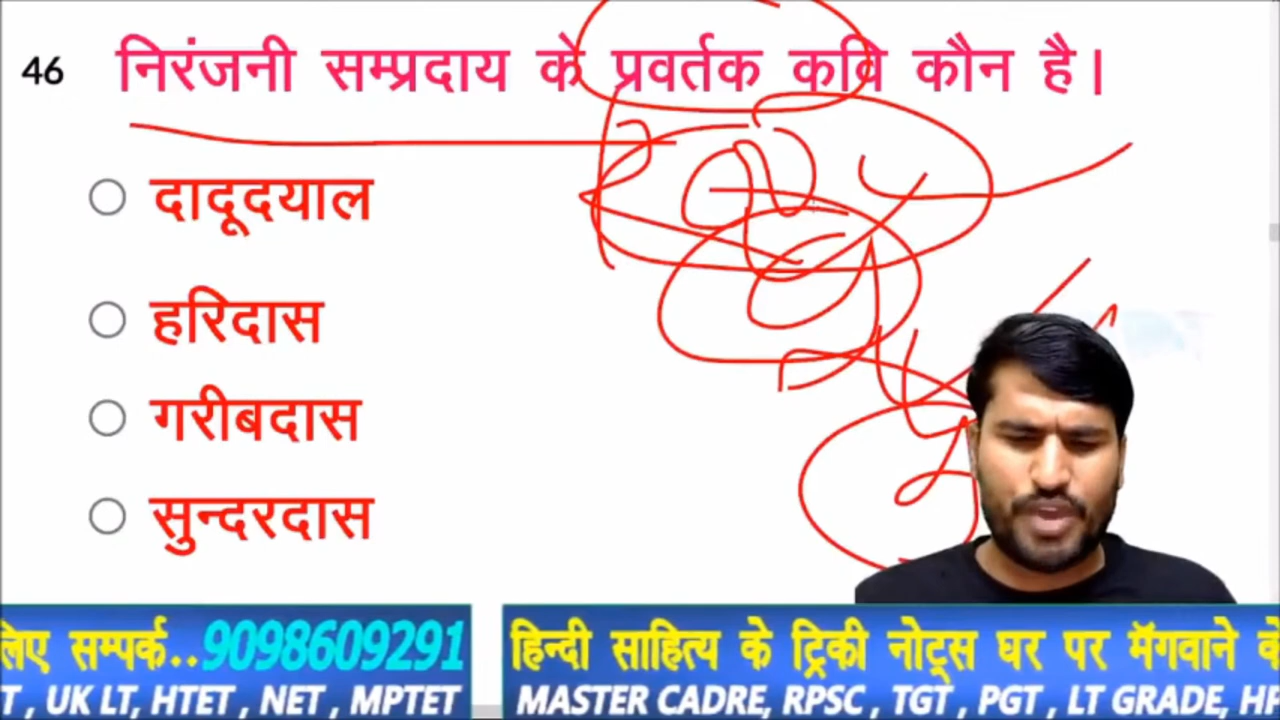 46 निरंजनी सम्प्रदाय के प्रवर्तक कवि कौन है।
दादूदयाल
हरिदास
गरीबदास
सुन्दरदास
लिए सम्पर्क..9098609291
हिन्दी साहित्य के ट्रिकी नोट्स घर पर मॅगवाने के
T , UK LT, HTET , NET , MPTET
MASTER CADRE, RPSC , TGT , PGT , LT GRADE,